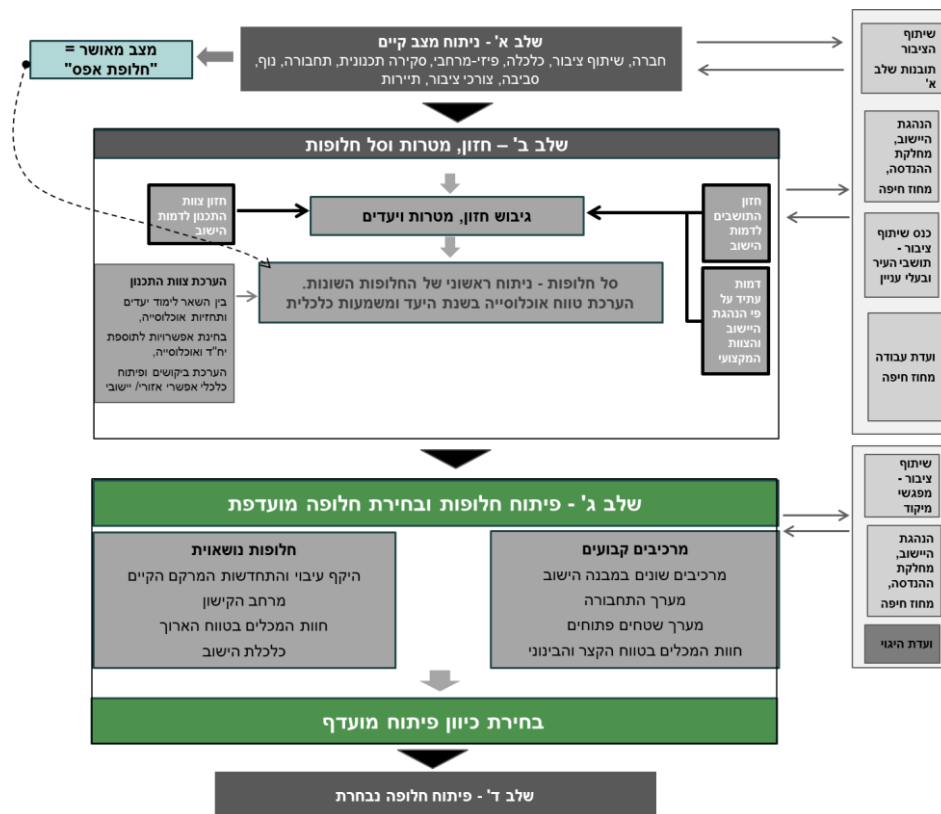 שלב א' - ניתוח מצב קיים
חברה, שיתוף ציבור, כלכלה, פיזי-מרחבי, סקירה תכנונית, תחבורה, נוף,
סביבה, צורכי ציבור, תיירות
מצב מאושר =
"חלופת אפס"
שיתוף
הציבור
תובנות שלב
א'
הנהגת
היישוב,
מחלקת
ההנדסה,
מחוז חיפה
כנס שיתוף
ציבור -
תושבי העיר
ובעלי עניין
ועדת עבודה
מחוז חיפה
שלב ב' – חזון, מטרות וסל חלופות
חזון
התושבים
לדמות
הישוב
גיבוש חזון, מטרות ויעדים
חזון צוות
התכנון לדמות
הישוב
דמות
עתיד על
פי הנהגת
היישוב
והצוות
המקצועי
סל חלופות - ניתוח ראשוני של החלופות השונות.
הערכת טווח אוכלוסייה בשנת היעד ומשמעות כלכלית
הערכת צוות התכנון
בין השאר לימוד יעדים
ותחזיות אוכלוסייה,
בחינת אפשרויות לתוספת
יח"ד ואוכלוסייה,
הערכת ביקושים ופיתוח
כלכלי אפשרי אזורי/ יישובי
שלב ג' - פיתוח חלופות ובחירת חלופה מועדפת
שיתוף
ציבור -
מפגשי
מיקוד
הנהגת
היישוב,
מחלקת
ההנדסה,
מחוז חיפה
ועדת היגוי
מרכיבים קבועים
מרכיבים שונים במבנה הישוב
מערך התחבורה
מערך שטחים פתוחים
חוות המכלים בטווח הקצר והבינוני
חלופות נושאוית
היקף עיבוי והתחדשות המרקם הקיים
מרחב הקישון
חוות המכלים בטווח הארוך
כלכלת הישוב
בחירת כיוון פיתוח מועדף
שלב ד' - פיתוח חלופה נבחרת